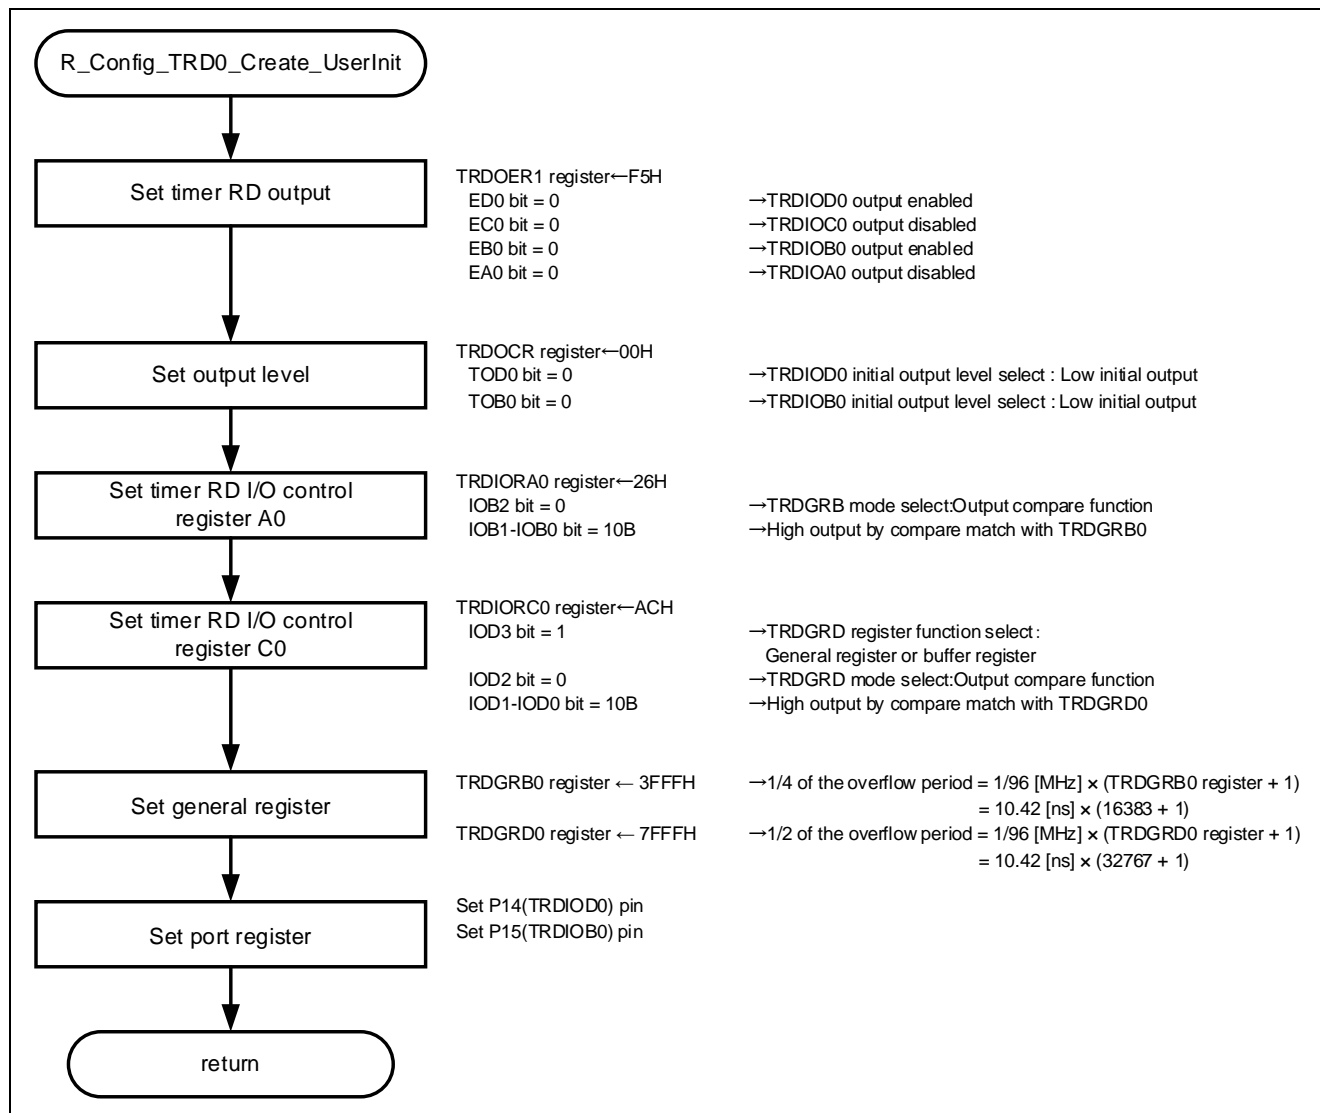 R_Config_TRD0_Create_UserInit
Set timer RD output
TRDOER1 register←F5H
ED0 bit = 0 →TRDIOD0 output enabled
EC0 bit = 0 →TRDIOC0 output disabled
EB0 bit = 0 →TRDIOB0 output enabled
EA0 bit = 0 →TRDIOA0 output disabled
Set output level
TRDOCR register←00H
TOD0 bit = 0 →TRDIOD0 initial output level select : Low initial output
TOB0 bit = 0 →TRDIOB0 initial output level select : Low initial output
Set timer RD I/O control
register A0
TRDIORA0 register←26H
IOB2 bit = 0 →TRDGRB mode select:Output compare function
IOB1-IOB0 bit = 10B →High output by compare match with TRDGRB0
Set timer RD I/O control
register C0
TRDIORC0 register←ACH
IOD3 bit = 1 →TRDGRD register function select :
General register or buffer register
IOD2 bit = 0 →TRDGRD mode select:Output compare function
IOD1-IOD0 bit = 10B →High output by compare match with TRDGRD0
Set general register
TRDGRB0 register ← 3FFFH →1/4 of the overflow period = 1/96 [MHz] × (TRDGRB0 register + 1)
= 10.42 [ns] × (16383 + 1)
TRDGRD0 register ← 7FFFH →1/2 of the overflow period = 1/96 [MHz] × (TRDGRD0 register + 1)
= 10.42 [ns] × (32767 + 1)
Set port register
Set P14(TRDIOD0) pin
Set P15(TRDIOB0) pin
return